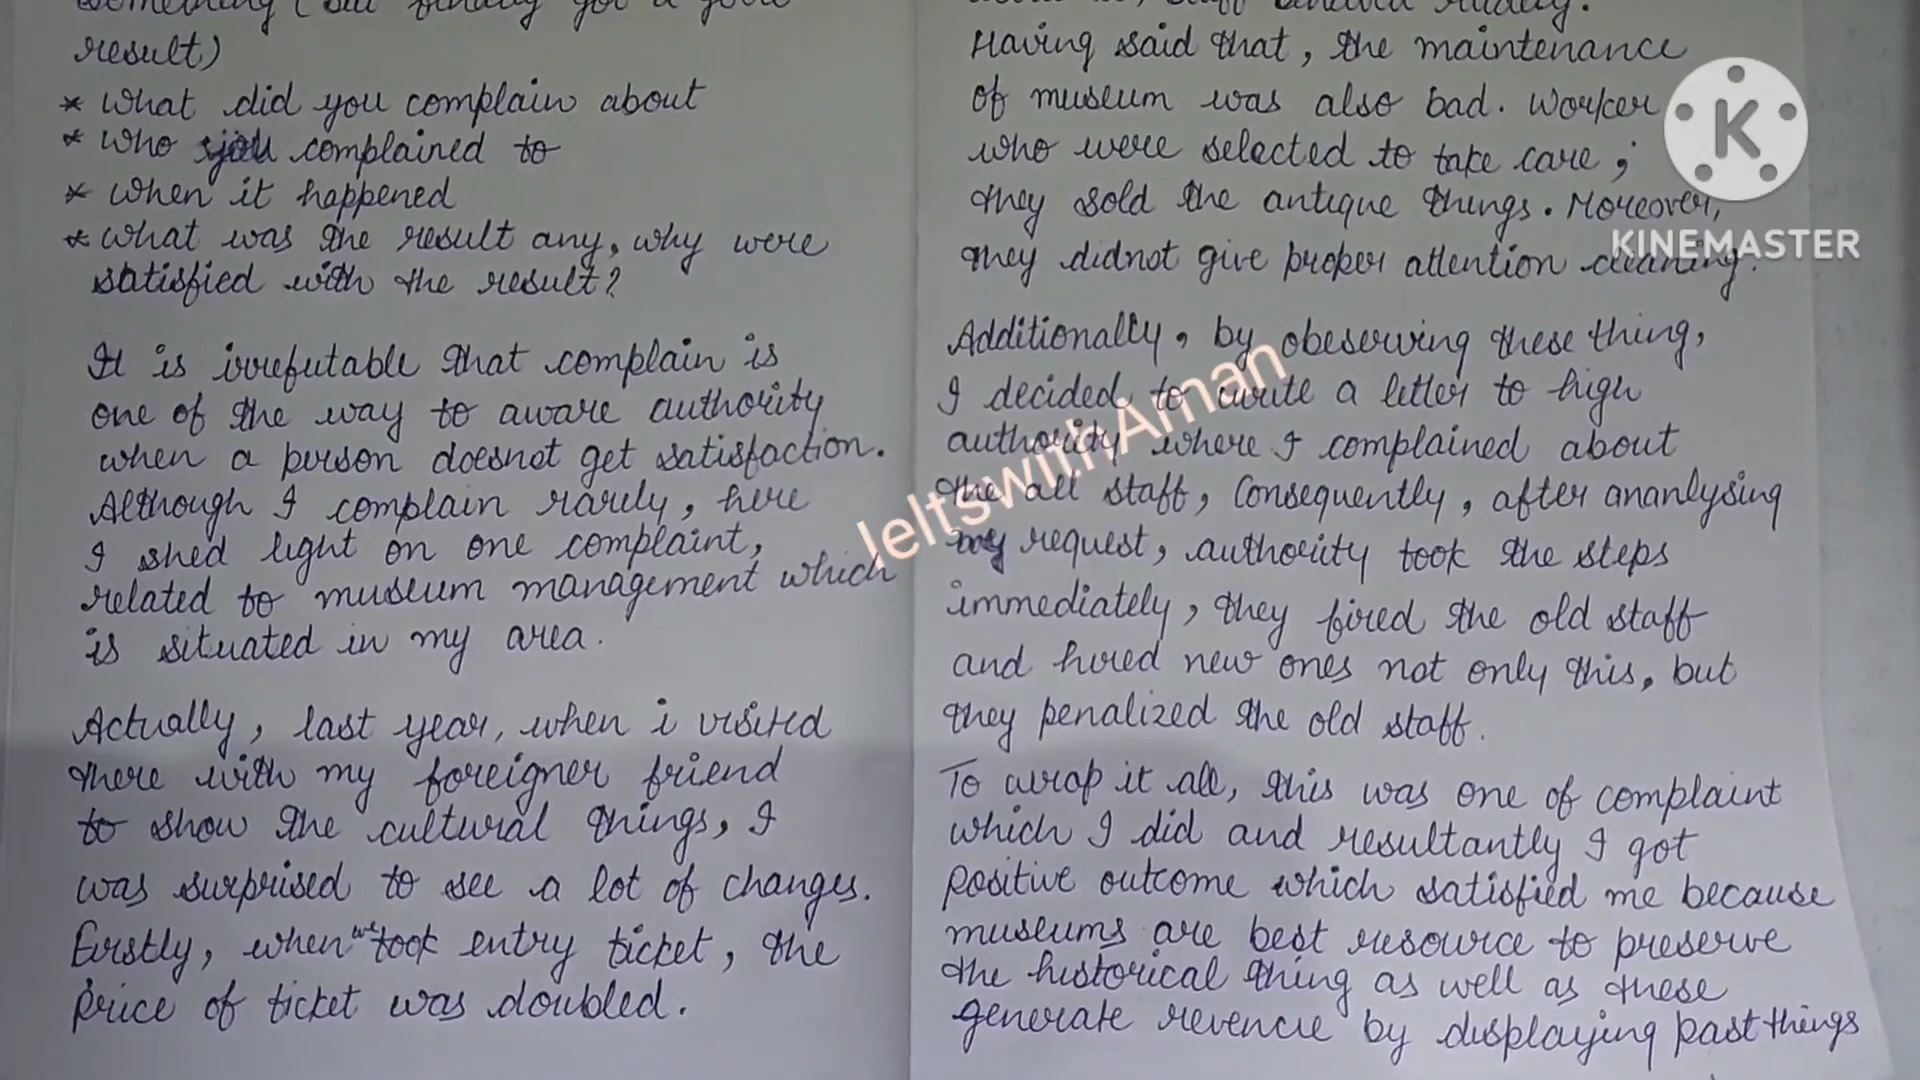 something (but finally got a good
result)
* what did you complain about
* who you complained to
* when it happened
* what was the result any, why were
satisfied with the result?
It is irrefutable that complain is
one of the way to aware authority
when a person doesnot get satisfaction.
Although I complain rarely, here
I shed light on one complaint,
related to museum management which
is situated in my area.
Actually, last year, when i visited
there with my foreigner friend
to show the cultural things, I
was surprised to see a lot of changes.
Firstly, when we took entry ticket, the
price of ticket was doubled.
staff behaved rudely.
Having said that, the maintenance
of museum was also bad. Worker
who were selected to take care,
they sold the antique things. Moreover,
they didnot give proper attention cleaning.
Additionally, by obeserving these thing,
I decided to write a letter to high
authority where I complained about
the all staff, Consequently, after ananlysing
my request, authority took the steps
immediately, they fired the old staff
and hired new ones not only this, but
they penalized the old staff.
To wrap it all, this was one of complaint
which I did and resultantly I got
positive outcome which satisfied me because
museums are best resource to preserve
the historical thing as well as these
generate revenue by displaying past things
IeltswithAman
K
KINEMASTER